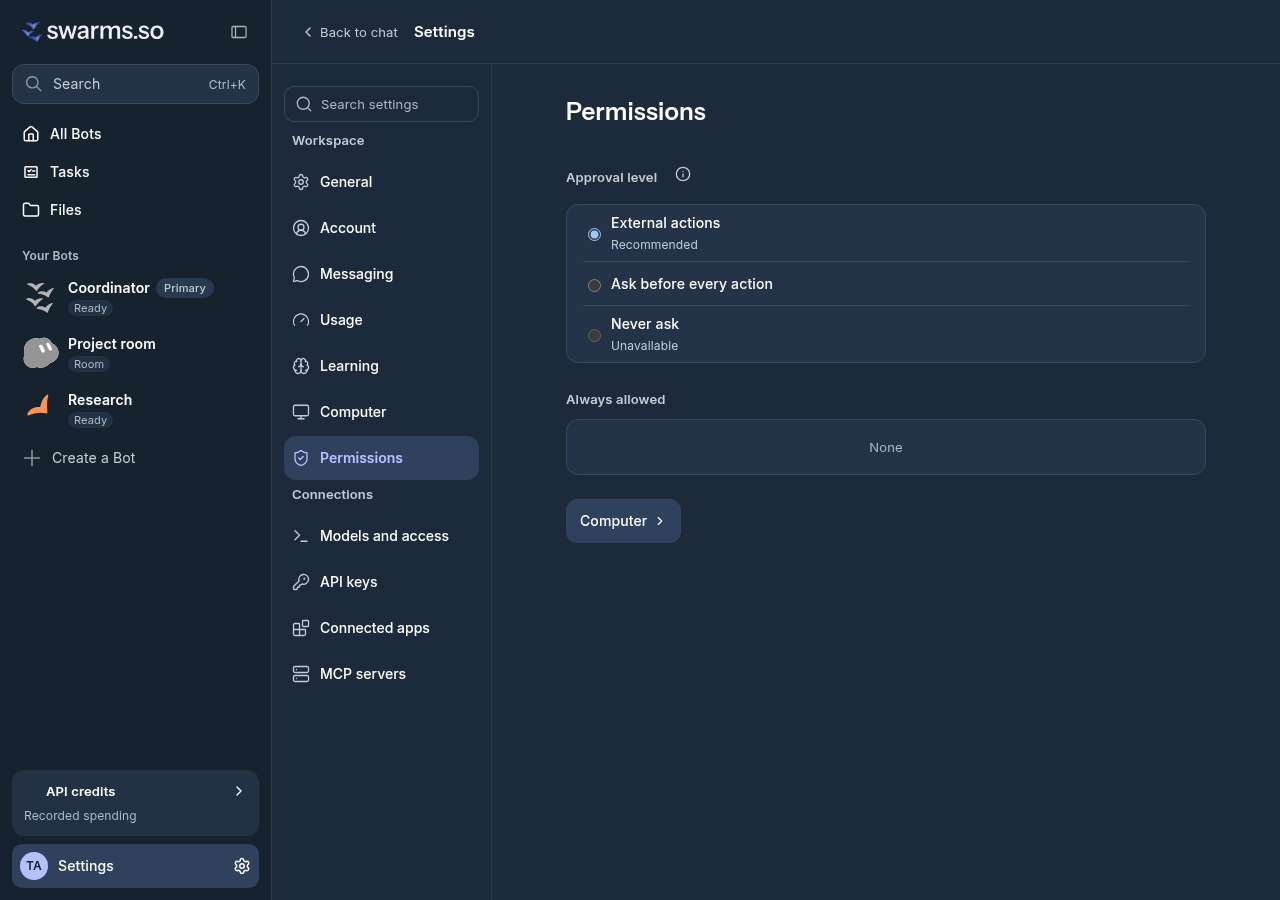 swarms.so
Search Ctrl+K
All Bots
Tasks
Files
Your Bots
Coordinator Primary
Ready
Project room
Room
Research
Ready
Create a Bot
API credits
Recorded spending
TA Settings
Back to chat Settings
Search settings
Workspace
General
Account
Messaging
Usage
Learning
Computer
Permissions
Connections
Models and access
API keys
Connected apps
MCP servers
Permissions
Approval level
External actions
Recommended
Ask before every action
Never ask
Unavailable
Always allowed
None
Computer